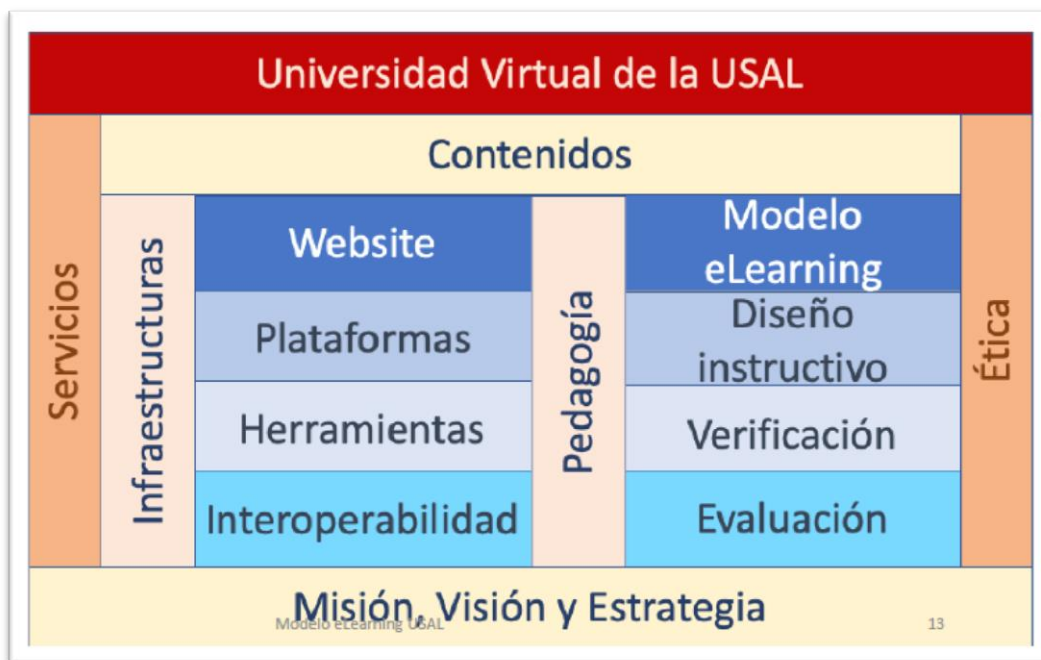 Universidad Virtual de la USAL
Contenidos
Servicios
Infraestructuras
Website
Plataformas
Herramientas
Interoperabilidad
Pedagogía
Modelo
eLearning
Diseño
instructivo
Verificación
Evaluación
Ética
Misión, Visión y Estrategia
Modelo eLearning USAL
13